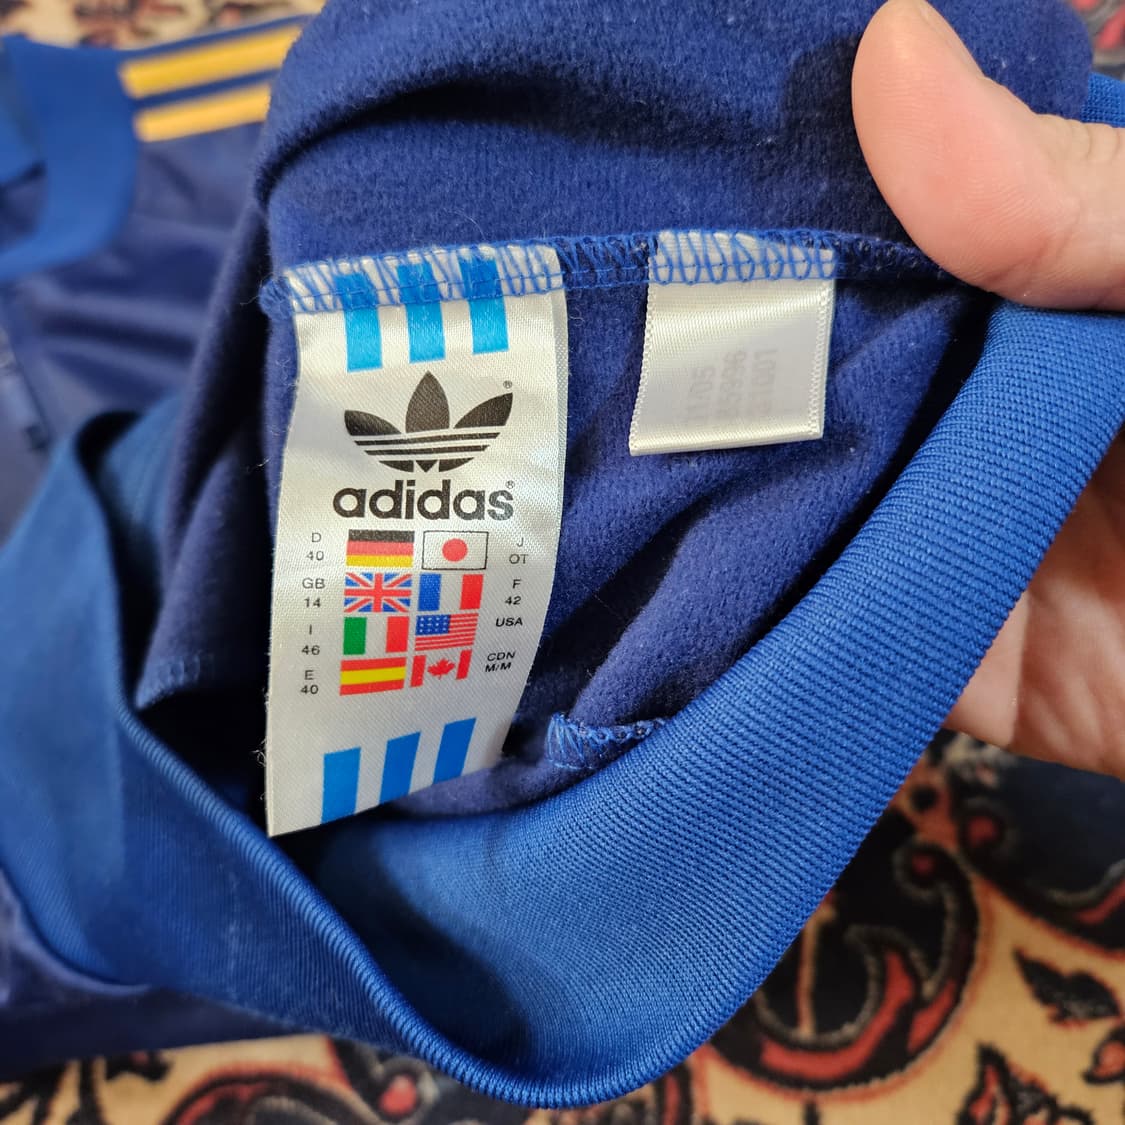 ®
adidas®
D
40
J
OT
GB
14
F
42
I
46
USA
E
40
CDN
M/M